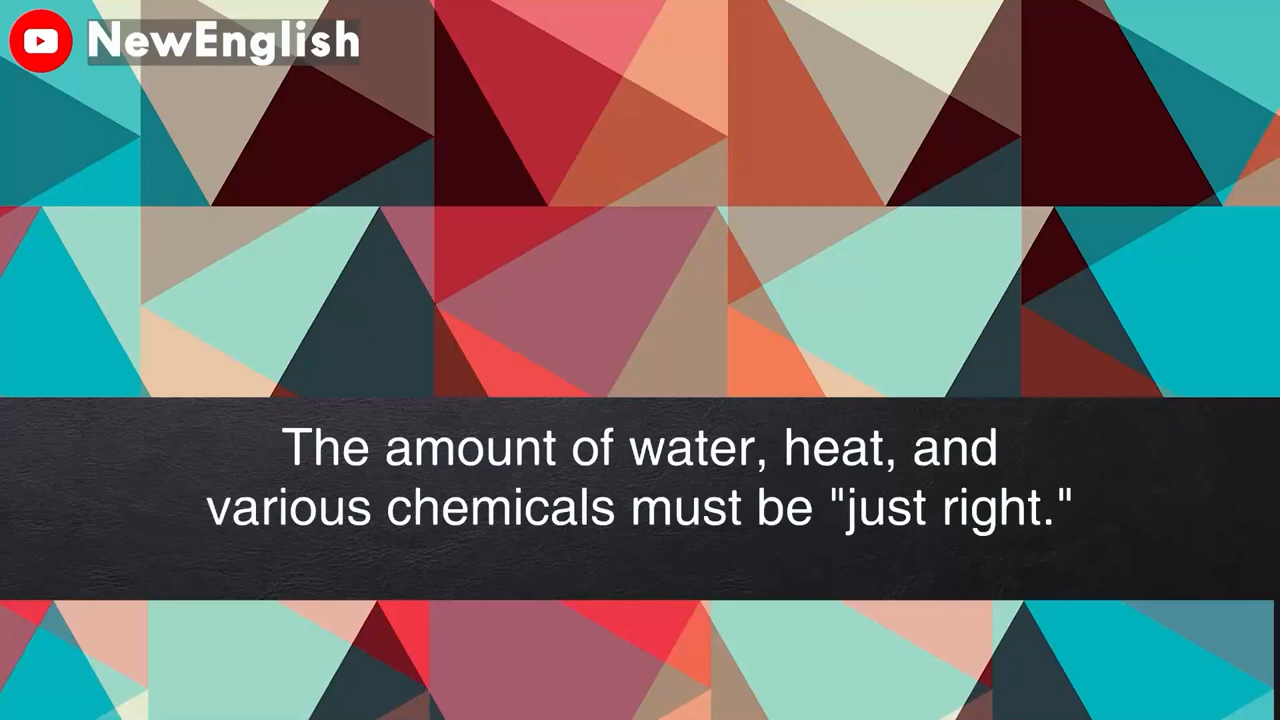 NewEnglish
The amount of water, heat, and
various chemicals must be "just right."